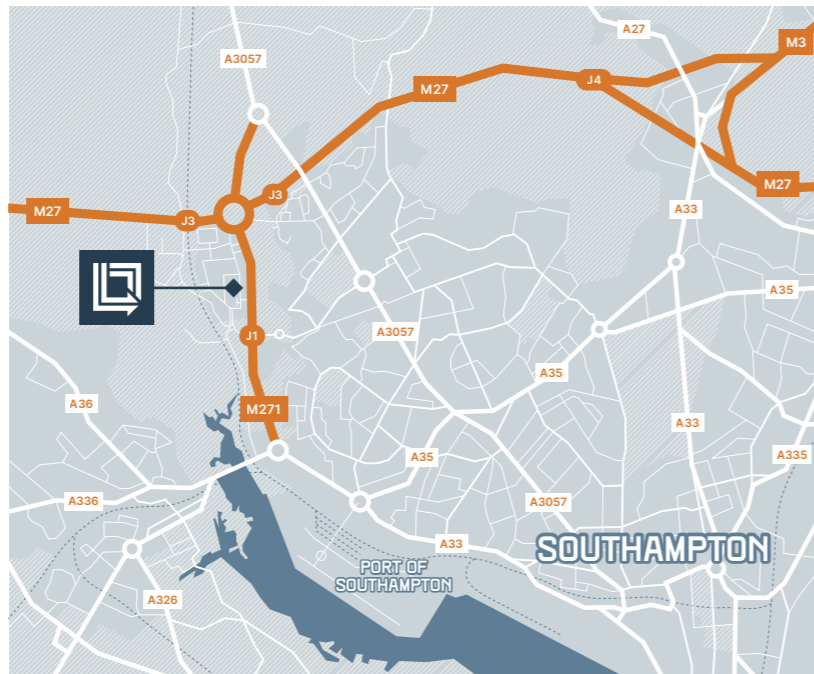 A27
M3
A3057
J4
M27
M27
J3
A33
M27
J3
A35
A3057
J1
A35
A36
M271
A33
A35
A335
A336
A3057
A33
SOUTHAMPTON
PORT OF
SOUTHAMPTON
A326